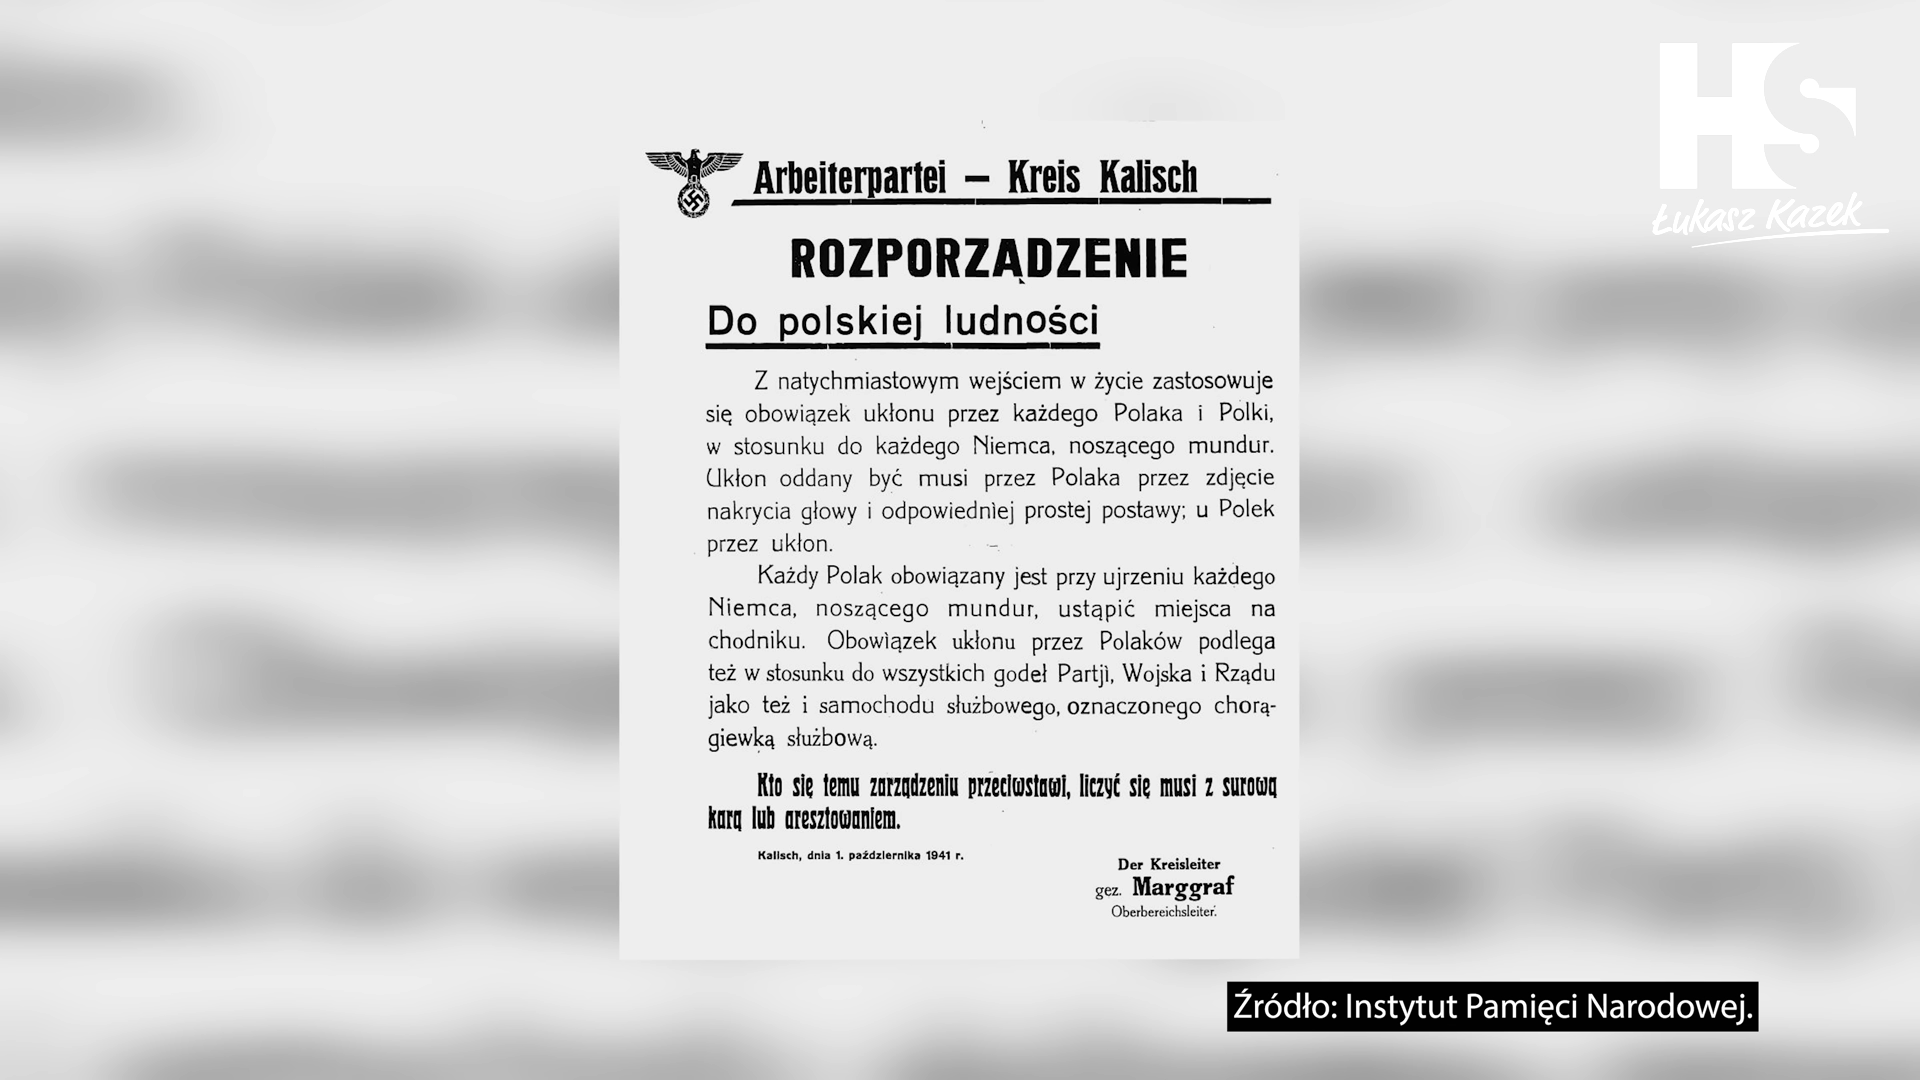 HS
Łukasz Kazek
Arbeiterpartei — Kreis Kalisch
ROZPORZĄDZENIE
Do polskiej ludności
Z natychmiastowym wejściem w życie zastosowuje
się obowiązek ukłonu przez każdego Polaka i Polki,
w stosunku do każdego Niemca, noszącego mundur.
Ukłon oddany być musi przez Polaka przez zdjęcie
nakrycia głowy i odpowiedniej prostej postawy; u Polek
przez ukłon.
Każdy Polak obowiązany jest przy ujrzeniu każdego
Niemca, noszącego mundur, ustąpić miejsca na
chodniku. Obowiązek ukłonu przez Polaków podlega
też w stosunku do wszystkich godeł Partji, Wojska i Rządu
jako też i samochodu służbowego, oznaczonego chorą-
giewką służbową.
Kto się temu zarządzeniu przeciwstawi, liczyć się musi z surową
karą lub aresztowaniem.
Kalisch, dnia 1. października 1941 r.
Der Kreisleiter
gez. Marggraf
Oberbereichsleiter.
Źródło: Instytut Pamięci Narodowej.